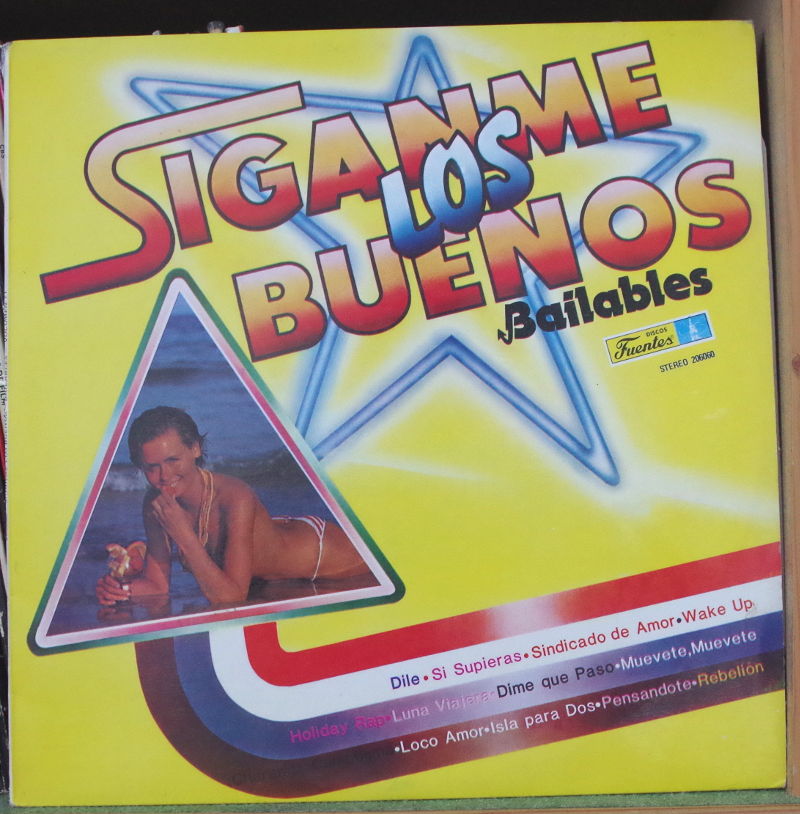 SIGANME
LOS
BUENOS
Bailables
DISCOS
Fuentes
STEREO 206060
Dile•Si Supieras•Sindicado de Amor•Wake Up
Holiday Rap•Luna Viajera•Dime que Paso•Muevete,Muevete
•Loco Amor•Isla para Dos•Pensandote•Rebelión